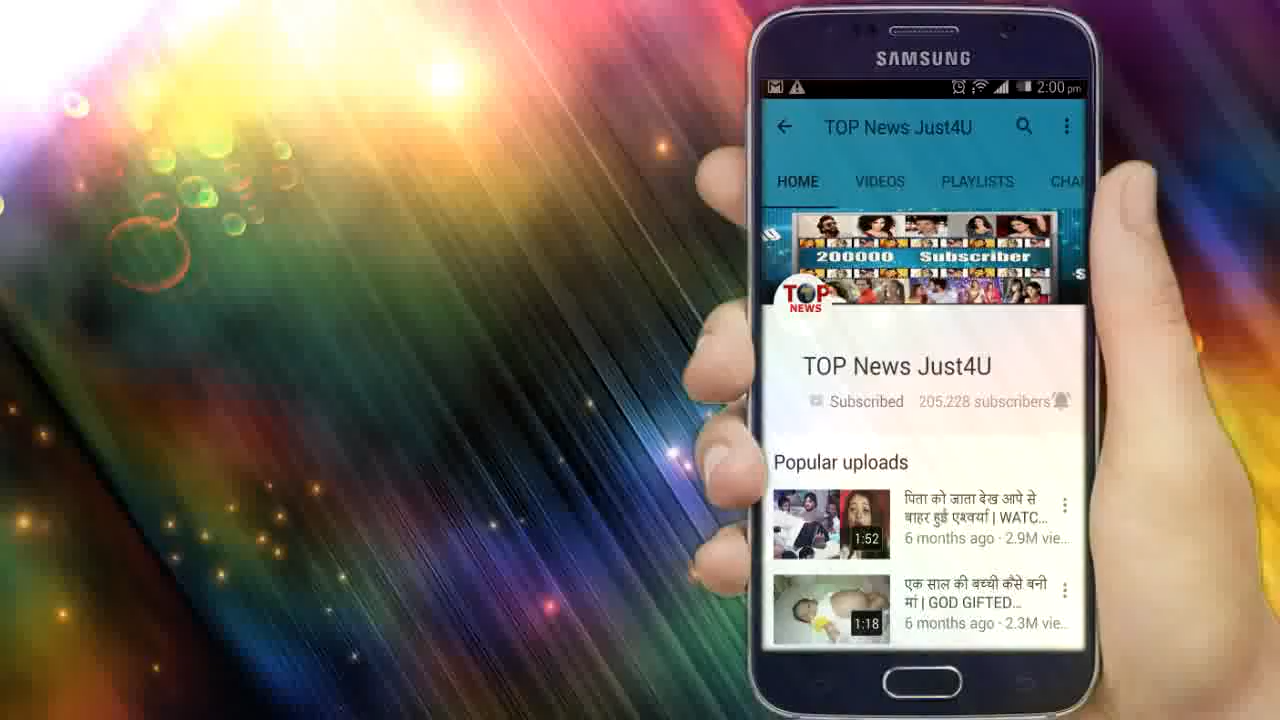 SAMSUNG
2:00 pm
TOP News Just4U
HOME VIDEOS PLAYLISTS CHA
200000 Subscriber
TOP
NEWS
TOP News Just4U
Subscribed 205,228 subscribers
Popular uploads
पिता को जाता देख आपे से
बाहर हुई एश्वर्या | WATC...
6 months ago · 2.9M vie...
1:52
एक साल की बच्ची कैसे बनी
मां | GOD GIFTED...
6 months ago · 2.3M vie...
1:18